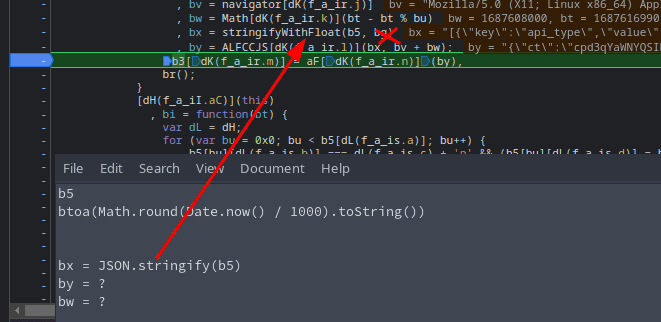 , bv = navigator[dK(f_a_ir.j)] bv = "Mozilla/5.0 (X11; Linux x86_64) App
, bw = Math[dK(f_a_ir.k)](bt - bt % bu) bw = 1687608000, bt = 1687616990
, bx = stringifyWithFloat(b5, bq) bx = "[{\"key\":\"api_type\",\"value\"
, by = ALFCCJS[dK(f_a_ir.l)](bx, bv + bw); by = "{\"ct\":\"cpd3qYaWNYQSI
b3[dK(f_a_ir.m)] = aF[dK(f_a_ir.n)](by),
br();
}
[dH(f_a_iI.aC)](this)
, bi = function(bt) {
var dL = dH;
for (var bu = 0x0; bu < b5[dL(f_a_is.a)]; bu++) {
b5[bu][dL(f_a_is.b)] === dL(f_a_is.c) + 'n' && (b5[bu][dL(f_a_is.d)] = b
File Edit Search View Document Help
b5
btoa(Math.round(Date.now() / 1000).toString())
bx = JSON.stringify(b5)
by = ?
bw = ?